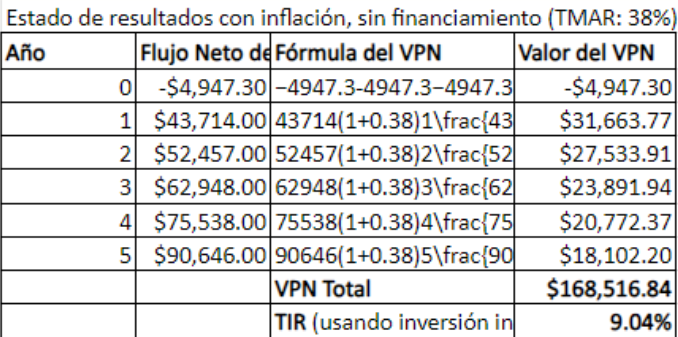 Estado de resultados con inflación, sin financiamiento (TMAR: 38%)
Año Flujo Neto de Fórmula del VPN Valor del VPN
0 -$4,947.30 −4947.3-4947.3−4947.3 -$4,947.30
1 $43,714.00 43714(1+0.38)1\frac{43 $31,663.77
2 $52,457.00 52457(1+0.38)2\frac{52 $27,533.91
3 $62,948.00 62948(1+0.38)3\frac{62 $23,891.94
4 $75,538.00 75538(1+0.38)4\frac{75 $20,772.37
5 $90,646.00 90646(1+0.38)5\frac{90 $18,102.20
VPN Total $168,516.84
TIR (usando inversión in 9.04%